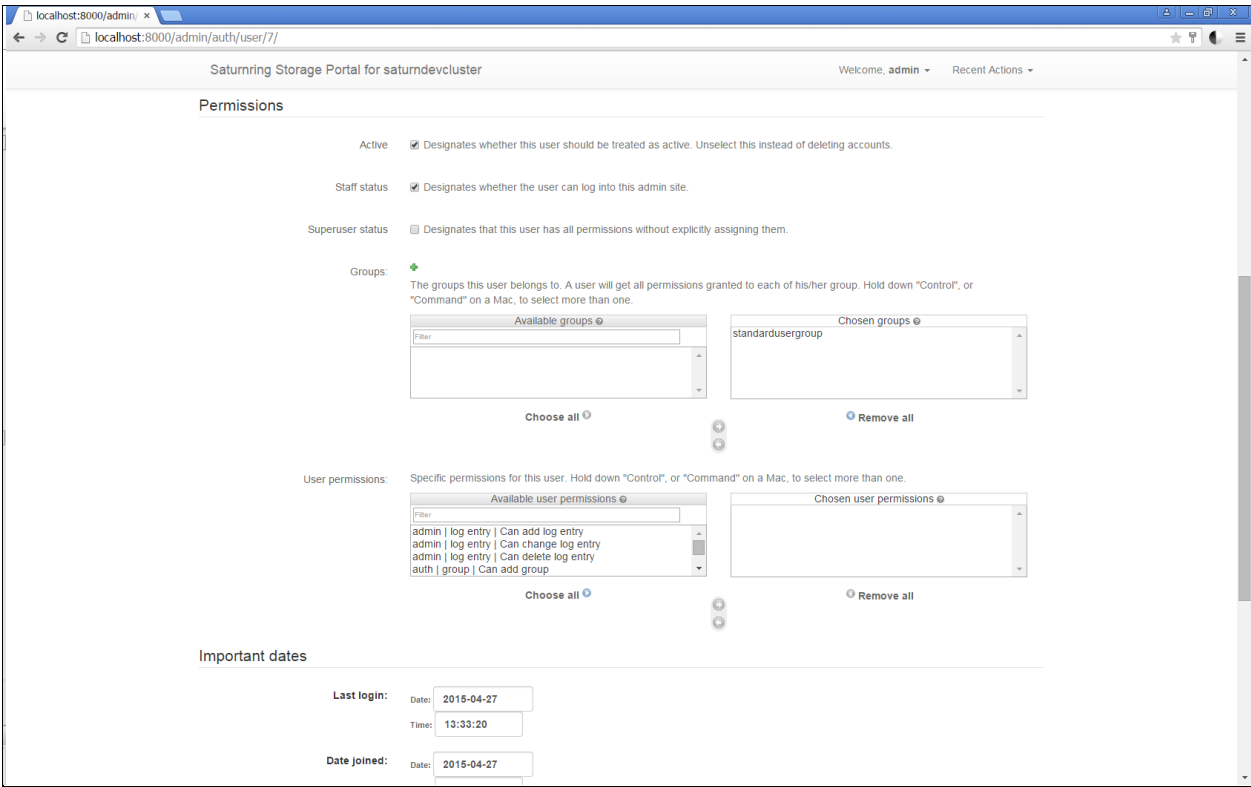 localhost:8000/admin/
localhost:8000/admin/auth/user/7/
Saturnring Storage Portal for saturndevcluster
Welcome, admin
Recent Actions
Permissions
Active
Designates whether this user should be treated as active. Unselect this instead of deleting accounts.
Staff status
Designates whether the user can log into this admin site.
Superuser status
Designates that this user has all permissions without explicitly assigning them.
Groups:
The groups this user belongs to. A user will get all permissions granted to each of his/her group. Hold down "Control", or
"Command" on a Mac, to select more than one.
Available groups
Filter
Chosen groups
standardusergroup
Choose all
Remove all
User permissions:
Specific permissions for this user. Hold down "Control", or "Command" on a Mac, to select more than one.
Available user permissions
Filter
admin | log entry | Can add log entry
admin | log entry | Can change log entry
admin | log entry | Can delete log entry
auth | group | Can add group
Chosen user permissions
Choose all
Remove all
Important dates
Last login:
Date: 2015-04-27
Time: 13:33:20
Date joined:
Date: 2015-04-27